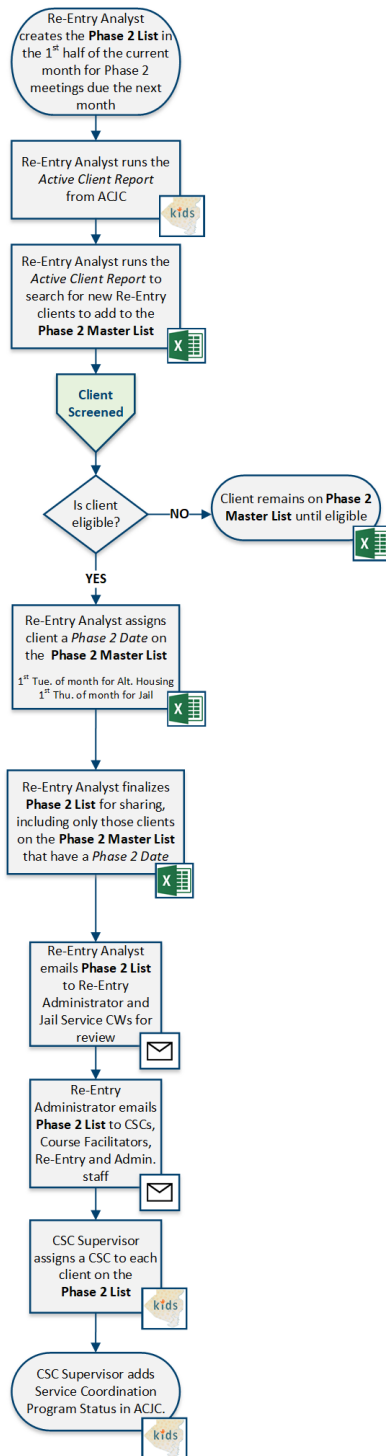 Re-Entry Analyst
creates the Phase 2 List in
the 1st half of the current
month for Phase 2
meetings due the next
month
Re-Entry Analyst runs the
Active Client Report
from ACJC
kids
Re-Entry Analyst runs the
Active Client Report to
search for new Re-Entry
clients to add to the
Phase 2 Master List
X
Client
Screened
Is client
eligible?
NO
Client remains on Phase 2
Master List until eligible
X
YES
Re-Entry Analyst assigns
client a Phase 2 Date on
the Phase 2 Master List
1st Tue. of month for Alt. Housing
1st Thu. of month for Jail
X
Re-Entry Analyst finalizes
Phase 2 List for sharing,
including only those clients
on the Phase 2 Master List
that have a Phase 2 Date
X
Re-Entry Analyst
emails Phase 2 List
to Re-Entry
Administrator and
Jail Service CWs for
review
Re-Entry
Administrator emails
Phase 2 List to CSCs,
Course Facilitators,
Re-Entry and Admin.
staff
CSC Supervisor
assigns a CSC to each
client on the
Phase 2 List
kids
CSC Supervisor adds
Service Coordination
Program Status in ACJC.
kids